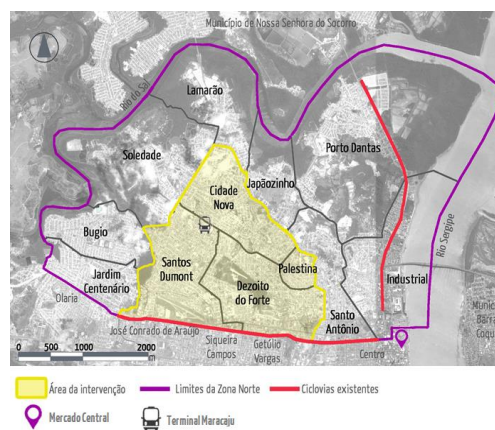 Município de Nossa Senhora do Socorro
Rio do Sal
Lamarão
Soledade
Porto Dantas
Cidade
Nova
Japãozinho
Bugio
Jardim
Centenário
Santos
Dumont
Palestina
Dezoito
do Forte
Industrial
Rio Sergipe
Santo
Antônio
Olaria
José Conrado de Araújo
Siqueira
Campos
Getúlio
Vargas
Centro
Munic
Barra
Coqu
0 500 1000 2000
m
Área da intervenção
Limites da Zona Norte
Ciclovias existentes
Mercado Central
Terminal Maracaju